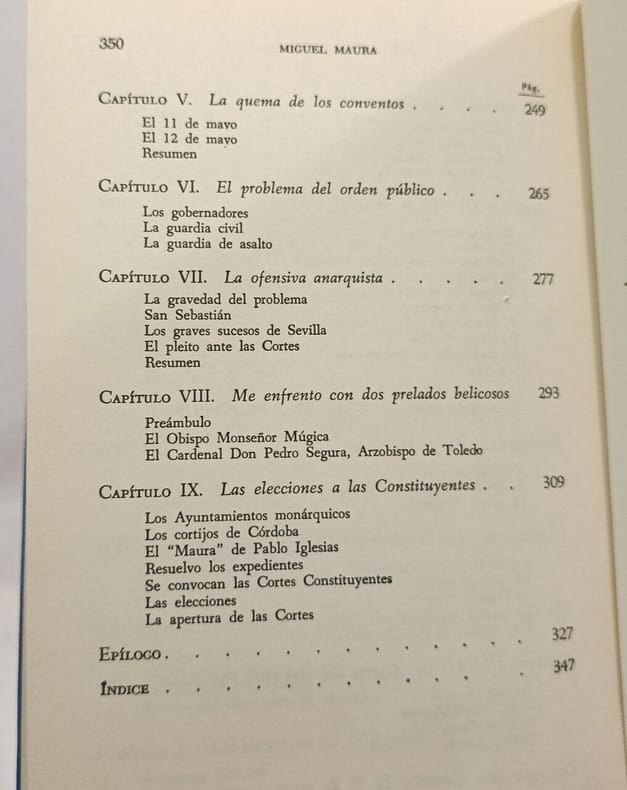 350
MIGUEL MAURA
Pág.
CAPÍTULO V. La quema de los conventos . . . . 249
El 11 de mayo
El 12 de mayo
Resumen
CAPÍTULO VI. El problema del orden público . . . 265
Los gobernadores
La guardia civil
La guardia de asalto
CAPÍTULO VII. La ofensiva anarquista . . . . . 277
La gravedad del problema
San Sebastián
Los graves sucesos de Sevilla
El pleito ante las Cortes
Resumen
CAPÍTULO VIII. Me enfrento con dos prelados belicosos 293
Preámbulo
El Obispo Monseñor Múgica
El Cardenal Don Pedro Segura, Arzobispo de Toledo
CAPÍTULO IX. Las elecciones a las Constituyentes . . 309
Los Ayuntamientos monárquicos
Los cortijos de Córdoba
El "Maura" de Pablo Iglesias
Resuelvo los expedientes
Se convocan las Cortes Constituyentes
Las elecciones
La apertura de las Cortes
EPÍLOGO . . . . . . . . . . . . . 327
ÍNDICE . . . . . . . . . . . . 347